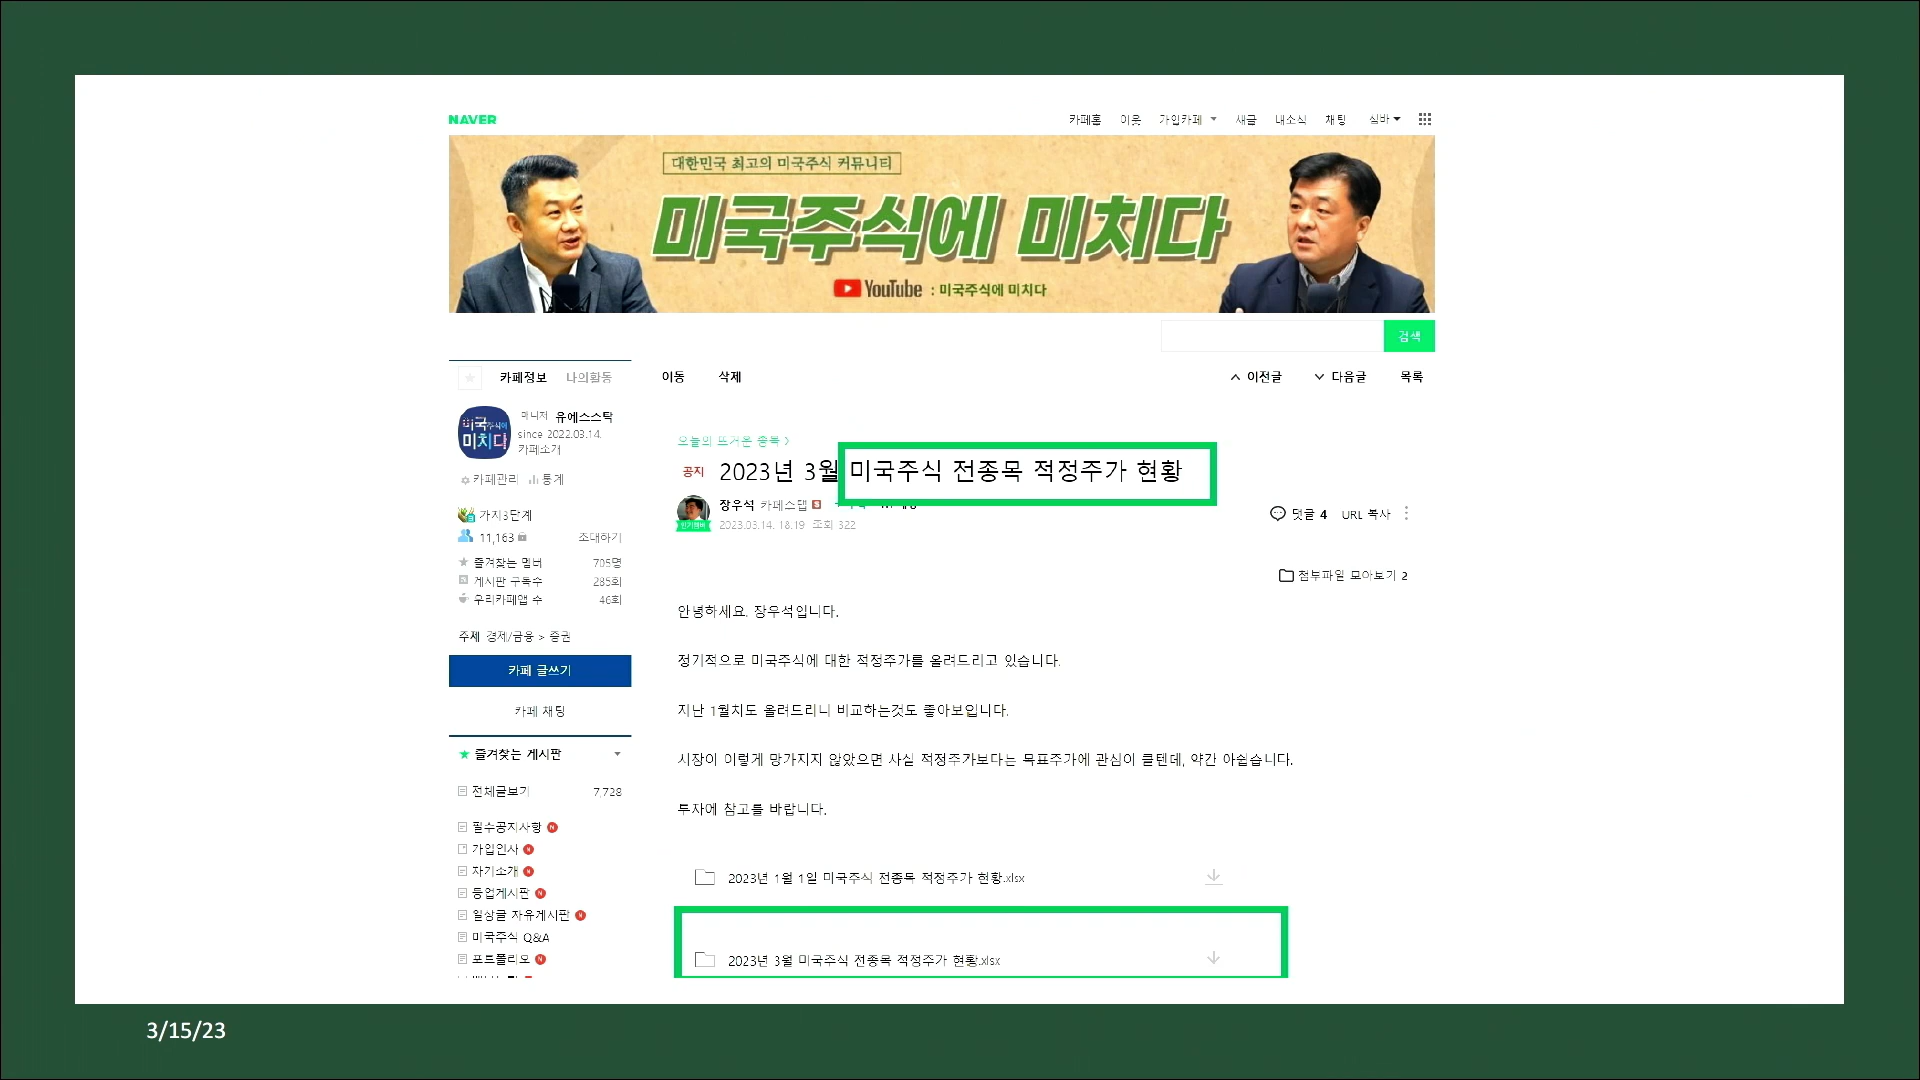 NAVER
카페홈 이웃 가입카페 새글 내소식 채팅 심바
대한민국 최고의 미국주식 커뮤니티
미국주식에 미치다
YouTube : 미국주식에 미치다
검색
카페정보 나의활동
이동 삭제
이전글 다음글 목록
미국주식에 미치다
매니저 유에스스탁
since 2022.03.14.
카페소개
카페관리 통계
가지3단계
11,163 초대하기
즐겨찾는 멤버 705명
게시판 구독수 285회
우리카페앱 수 46회
주제 경제/금융 > 증권
카페 글쓰기
카페 채팅
즐겨찾는 게시판
전체글보기 7,728
필수공지사항
가입인사
자기소개
등업게시판
일상글 자유게시판
미국주식 Q&A
포트폴리오
오늘의 뜨거운 종목 >
공지 2023년 3월 미국주식 전종목 적정주가 현황
장우석 카페스탭
2023.03.14. 18:19 조회 322
댓글 4 URL 복사
첨부파일 모아보기 2
안녕하세요. 장우석입니다.
정기적으로 미국주식에 대한 적정주가를 올려드리고 있습니다.
지난 1월치도 올려드리니 비교하는것도 좋아보입니다.
시장이 이렇게 망가지지 않았으면 사실 적정주가보다는 목표주가에 관심이 클텐데, 약간 아쉽습니다.
투자에 참고를 바랍니다.
2023년 1월 1일 미국주식 전종목 적정주가 현황.xlsx
2023년 3월 미국주식 전종목 적정주가 현황.xlsx
3/15/23